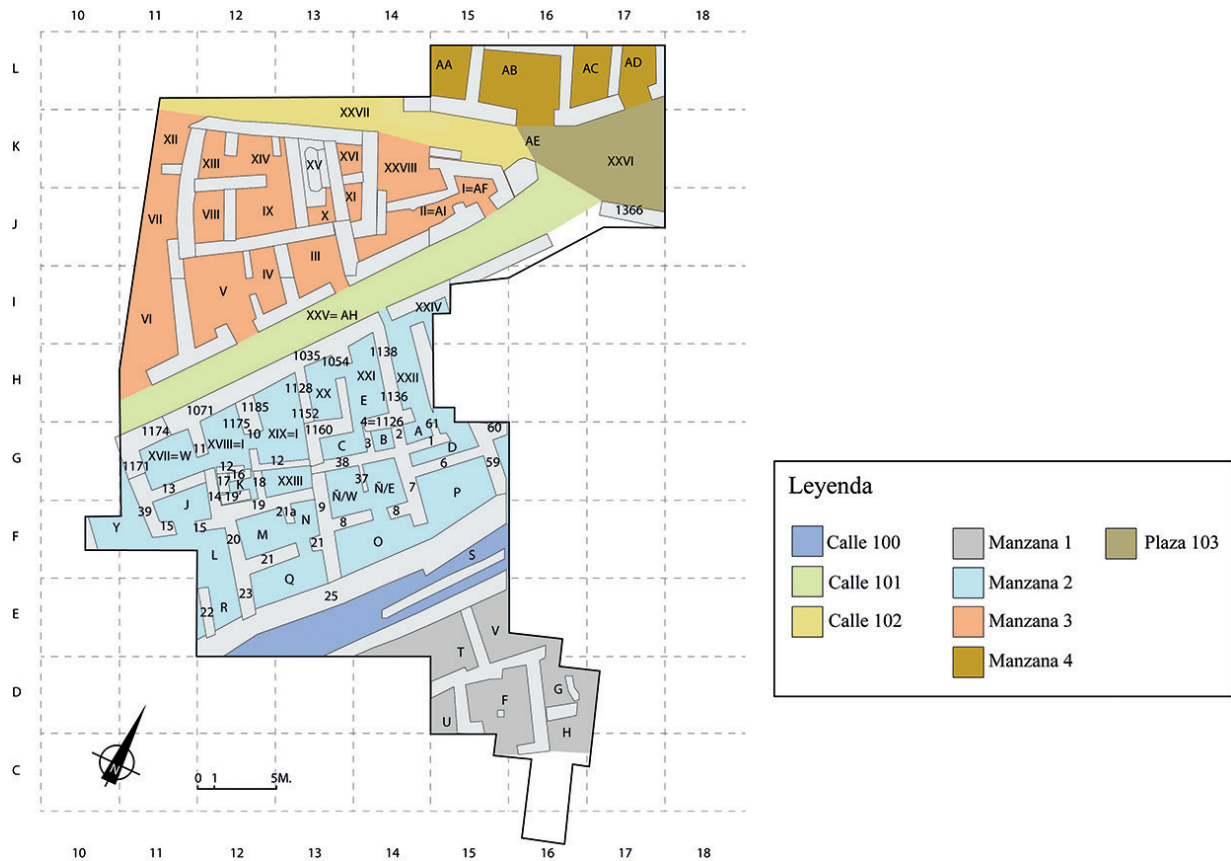 10 11 12 13 14 15 16 17 18
L
AA AB AC AD
K
XXVII
AE
XXVI
XII XIII XIV XV XVI XXVIII
I=AF
J
VII VIII IX X XI II=AI
1366
I
VI V IV III
XXV= AH
XXIV
H
1035 1054 1138
XXI XXII
1128 XX
1071 1185 1152 E 1136
G
1174 1175 10 XIX=I 1160 4=1126 61 60
XVII=W 11 XVIII=I C 3 B 2 A 1 D
1171 12 12 38 6 59
16
13 17 K 18 XXIII 37 Ñ/W Ñ/E 7 P
14 19' 19
39 J 9
F
Y 15 15 21a N 8 8
20 M 21 O
L 21 S
Q
E
22 R 23 25
V
T
D
G
U F H
C
N
0 1 5M.
10 11 12 13 14 15 16 17 18
Leyenda
Calle 100 Manzana 1 Plaza 103
Calle 101 Manzana 2
Calle 102 Manzana 3
Manzana 4